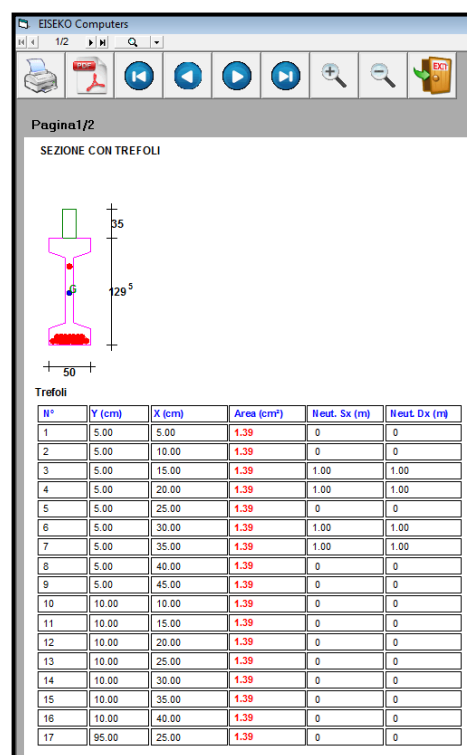 EISEKO Computers
1/2
PDF
EXIT
Pagina1/2
SEZIONE CON TREFOLI
35
G
129 5
50
Trefoli
N° Y (cm) X (cm) Area (cm²) Neut. Sx (m) Neut. Dx (m)
1 5.00 5.00 1.39 0 0
2 5.00 10.00 1.39 0 0
3 5.00 15.00 1.39 1.00 1.00
4 5.00 20.00 1.39 1.00 1.00
5 5.00 25.00 1.39 0 0
6 5.00 30.00 1.39 1.00 1.00
7 5.00 35.00 1.39 1.00 1.00
8 5.00 40.00 1.39 0 0
9 5.00 45.00 1.39 0 0
10 10.00 10.00 1.39 0 0
11 10.00 15.00 1.39 0 0
12 10.00 20.00 1.39 0 0
13 10.00 25.00 1.39 0 0
14 10.00 30.00 1.39 0 0
15 10.00 35.00 1.39 0 0
16 10.00 40.00 1.39 0 0
17 95.00 25.00 1.39 0 0